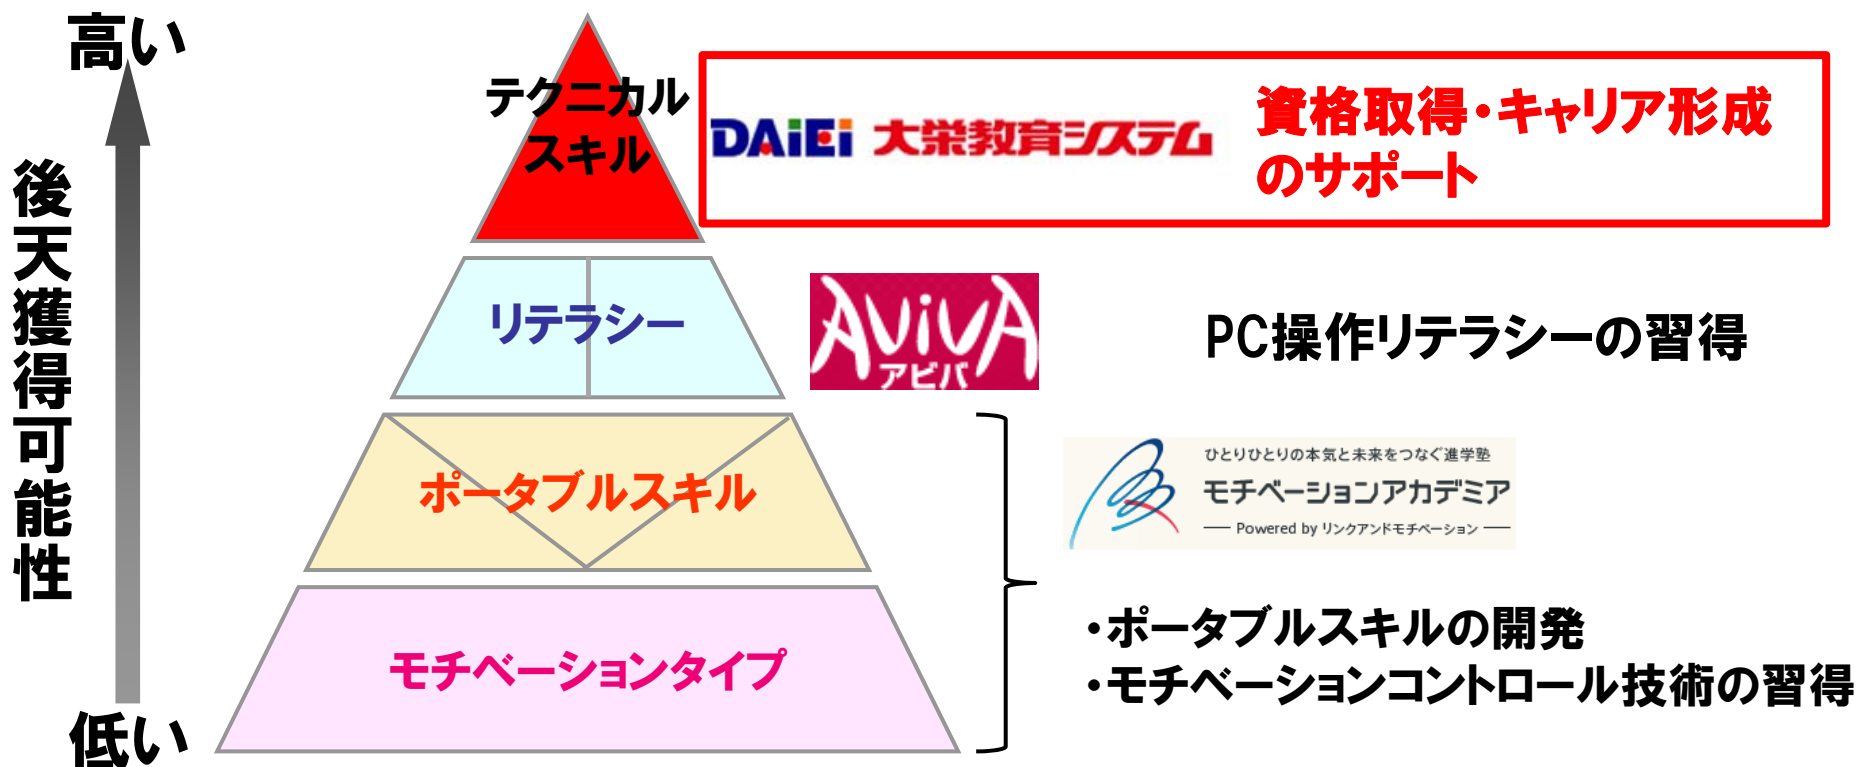 高い
後天獲得可能性
低い
テクニカル
スキル
DAiEi 大栄教育システム
資格取得・キャリア形成
のサポート
リテラシー
AViVA
アビバ
PC操作リテラシーの習得
ポータブルスキル
ひとりひとりの本気と未来をつなぐ進学塾
モチベーションアカデミア
Powered by リンクアンドモチベーション
モチベーションタイプ
・ポータブルスキルの開発
・モチベーションコントロール技術の習得